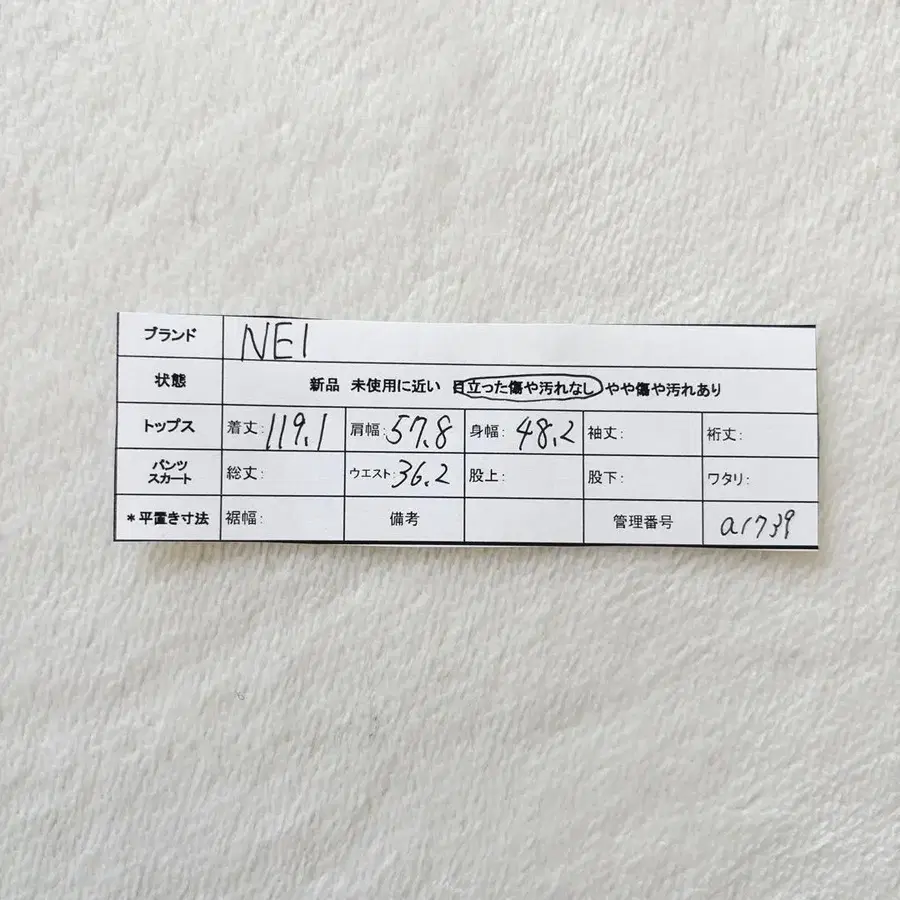 ブランド NEI
状態 新品 未使用に近い 目立った傷や汚れなし やや傷や汚れあり
トップス 着丈:119.1 肩幅:57.8 身幅:48.2 袖丈: 裄丈:
パンツ スカート 総丈: ウエスト:36.2 股上: 股下: ワタリ:
*平置き寸法 裾幅: 備考 管理番号 a1739